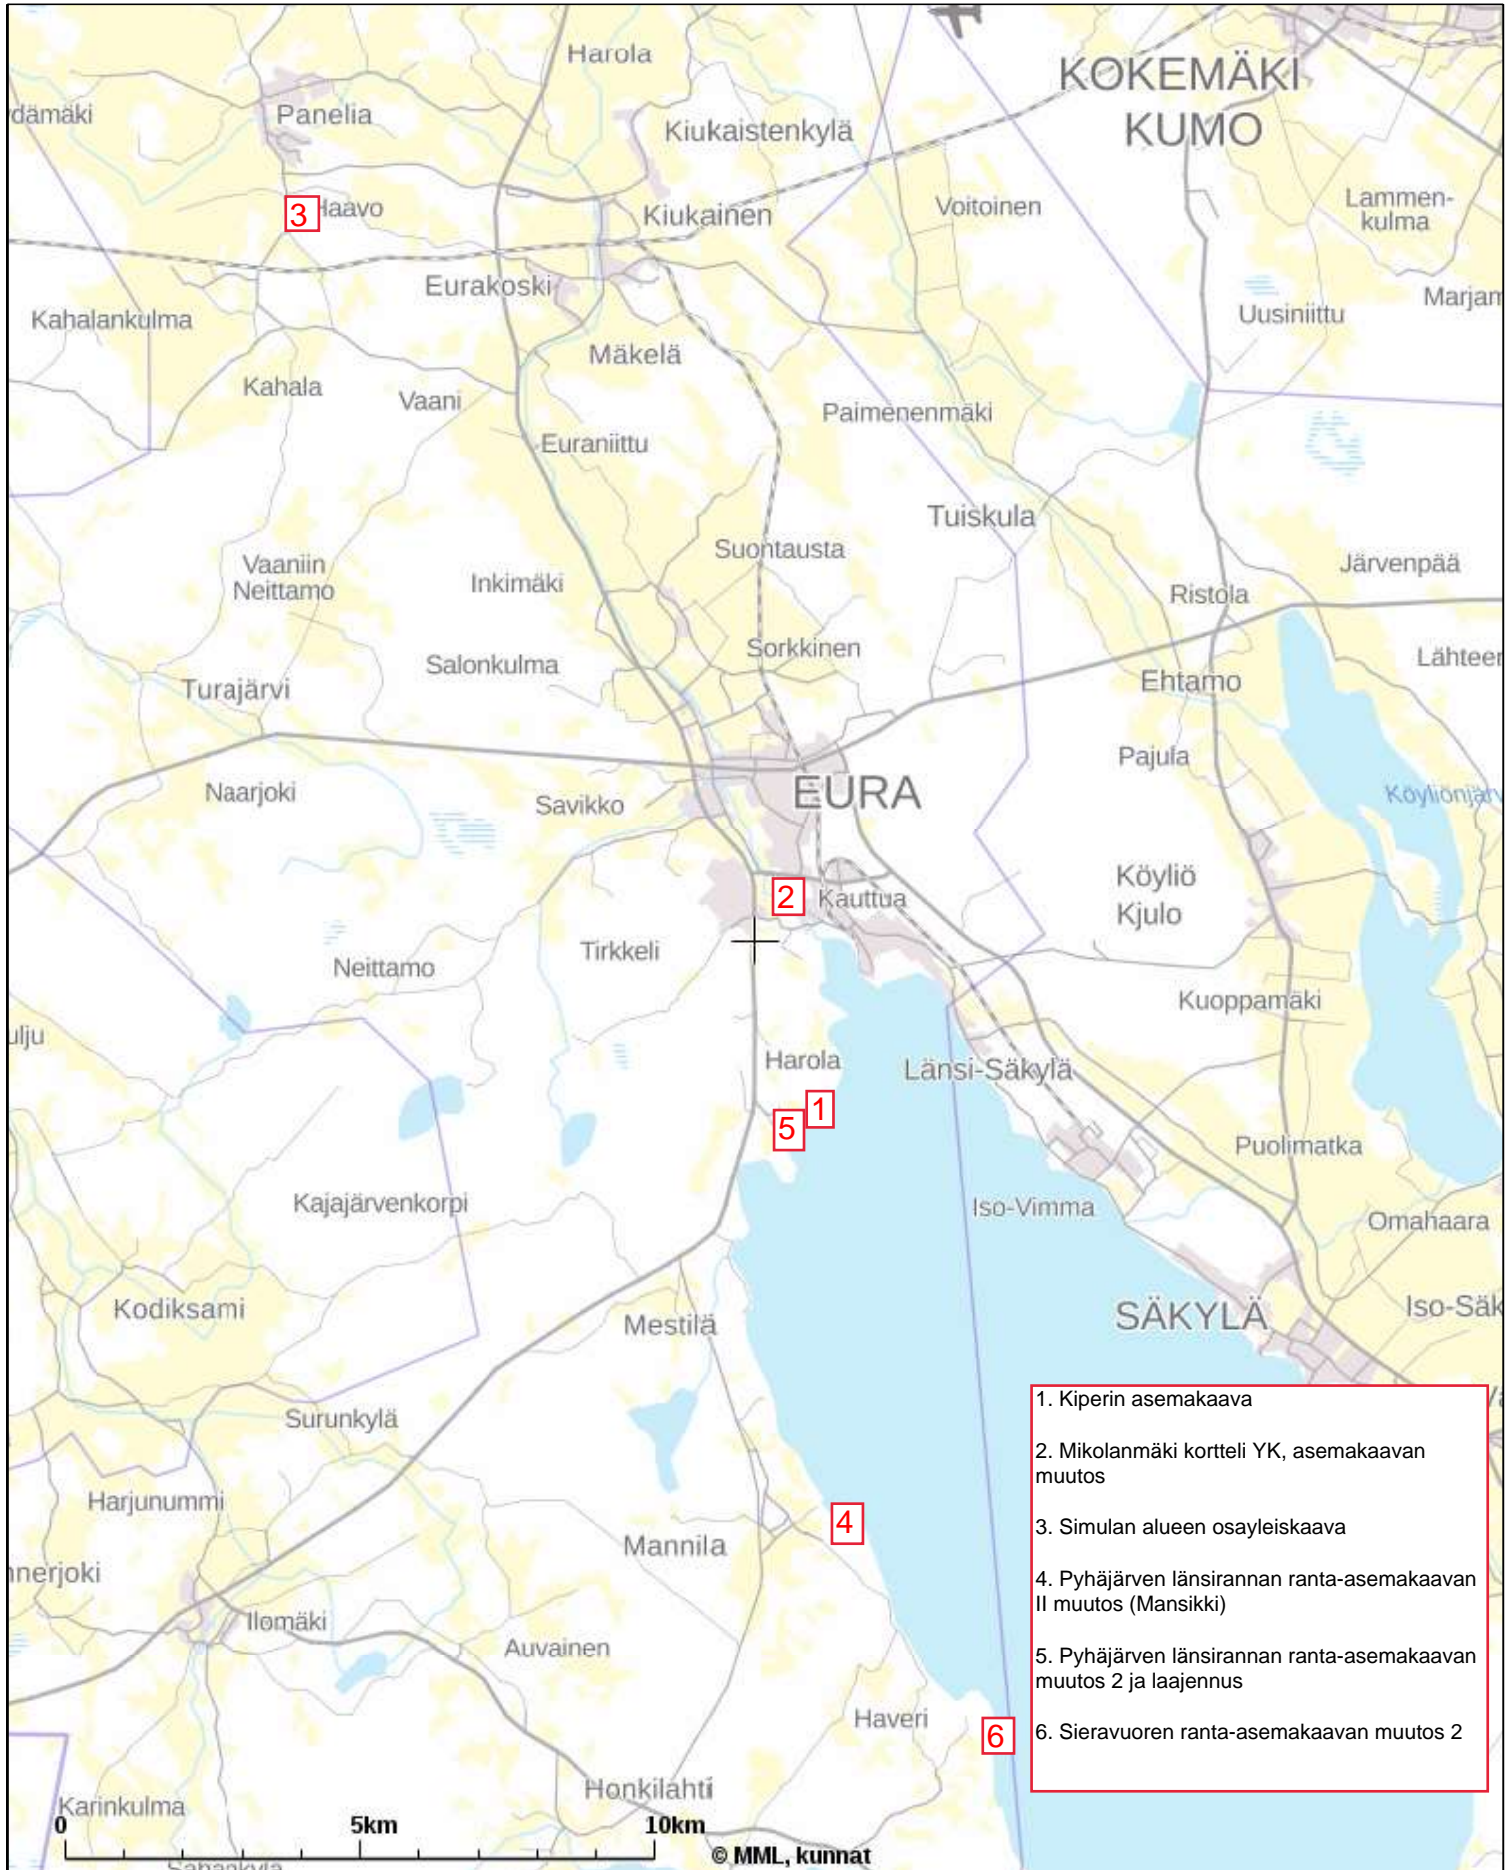 Harola
KOKEMÄKI
KUMO
Panelia
Kiukaistenkylä
Lammen-
kulma
3
Haavo
Kiukainen
Voitoinen
Eurakoski
Uusiniittu
Kahalankulma
Mäkelä
Kahala
Vaani
Paimenenmäki
Euraniittu
Tuiskula
Suontausta
Vaaniin
Neittamo
Inkimäki
Järvenpää
Ristola
Sorkkinen
Salonkulma
Turajärvi
Ehtamo
Pajula
Naarjoki
Savikko
EURA
Köyliönjärv
2
Kauttua
Köyliö
Kjulo
Tirkkeli
Neittamo
Kuoppamäki
Harola
Länsi-Säkylä
1
5
Puolimatka
Kajajärvenkorpi
Iso-Vimma
Omahaara
Kodiksami
Mestilä
SÄKYLÄ
Iso-Säk
Surunkylä
Harjunummi
4
Mannila
Ilomäki
Auvainen
Haveri
6
Honkilahti
Karinkulma
1. Kiperin asemakaava
2. Mikolanmäki kortteli YK, asemakaavan
muutos
3. Simulan alueen osayleiskaava
4. Pyhäjärven länsirannan ranta-asemakaavan
II muutos (Mansikki)
5. Pyhäjärven länsirannan ranta-asemakaavan
muutos 2 ja laajennus
6. Sieravuoren ranta-asemakaavan muutos 2
0 5km 10km
© MML, kunnat